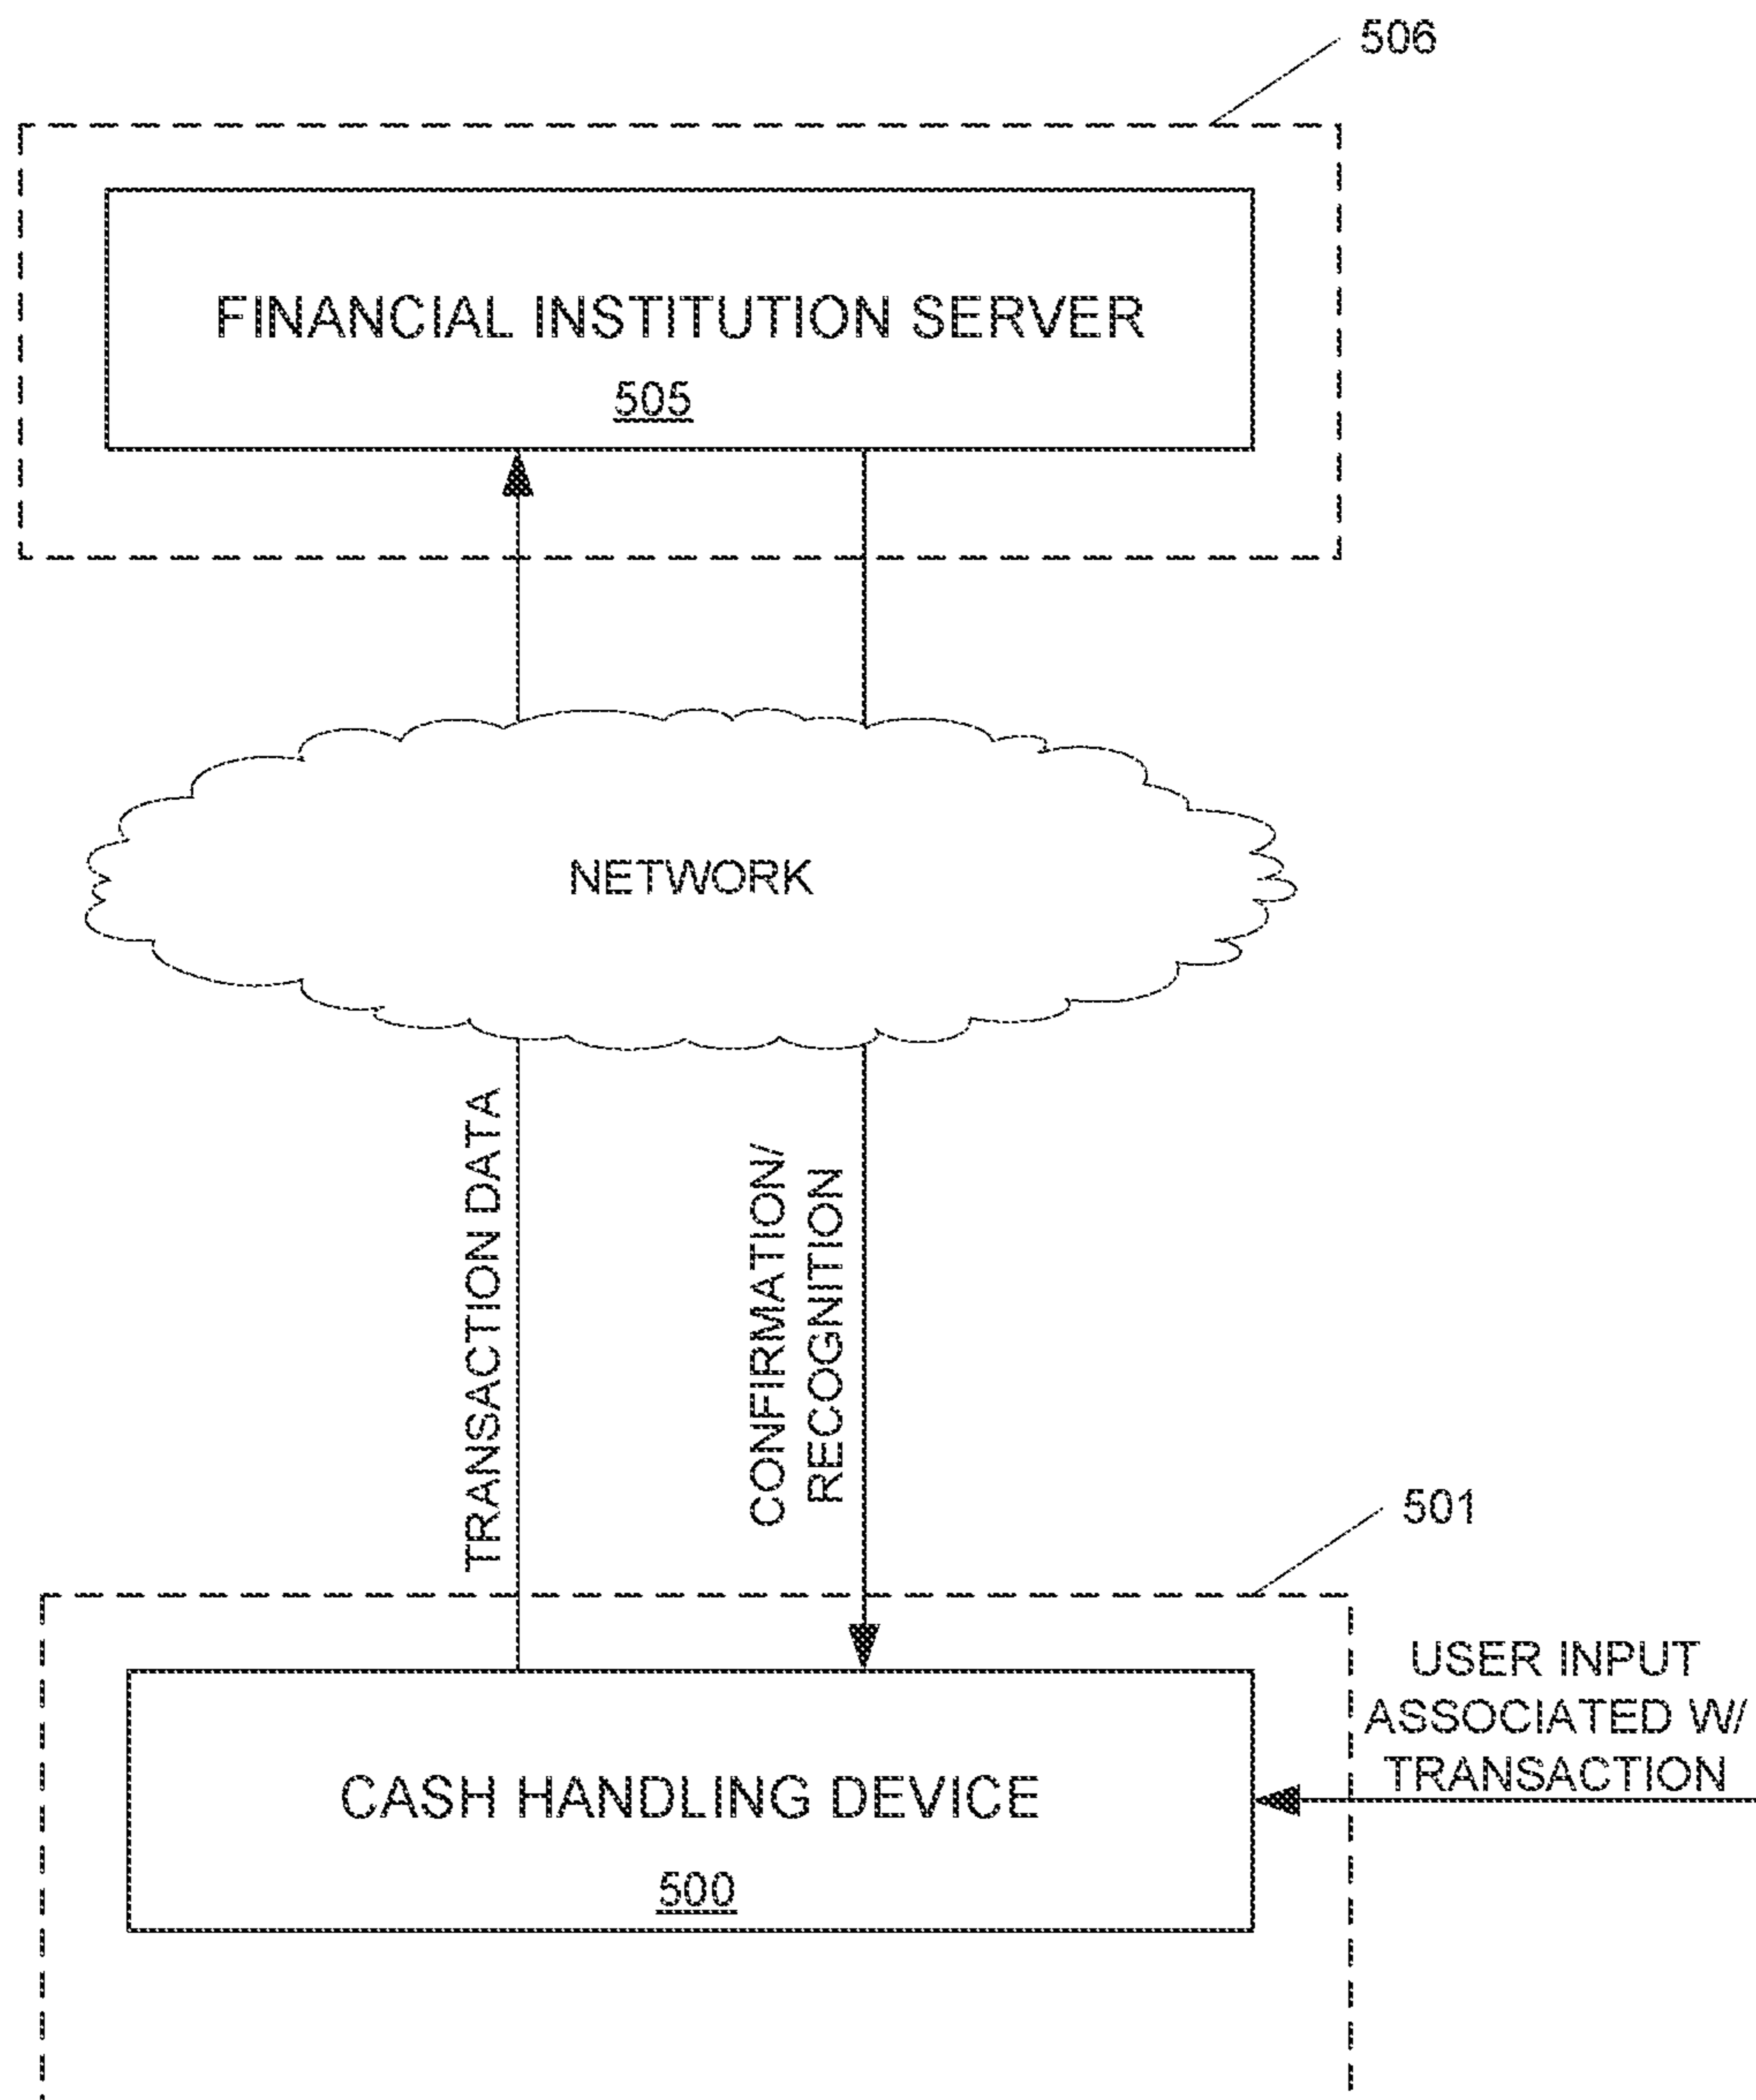 506
FINANCIAL INSTITUTION SERVER
505
NETWORK
TRANSACTION DATA
CONFIRMATION/
RECOGNITION
501
USER INPUT
ASSOCIATED W/
TRANSACTION
CASH HANDLING DEVICE
500